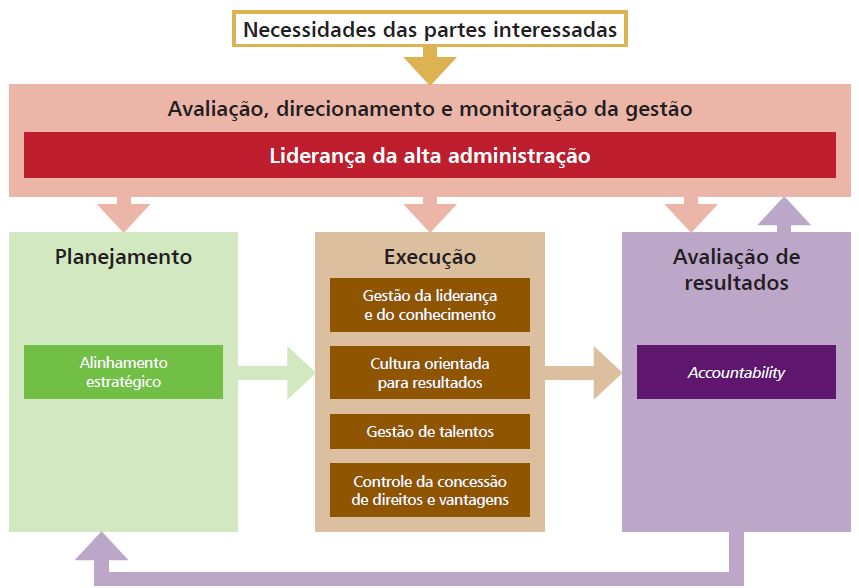 Necessidades das partes interessadas
Avaliação, direcionamento e monitoração da gestão
Liderança da alta administração
Planejamento
Alinhamento
estratégico
Execução
Gestão da liderança
e do conhecimento
Cultura orientada
para resultados
Gestão de talentos
Controle da concessão
de direitos e vantagens
Avaliação de
resultados
Accountability